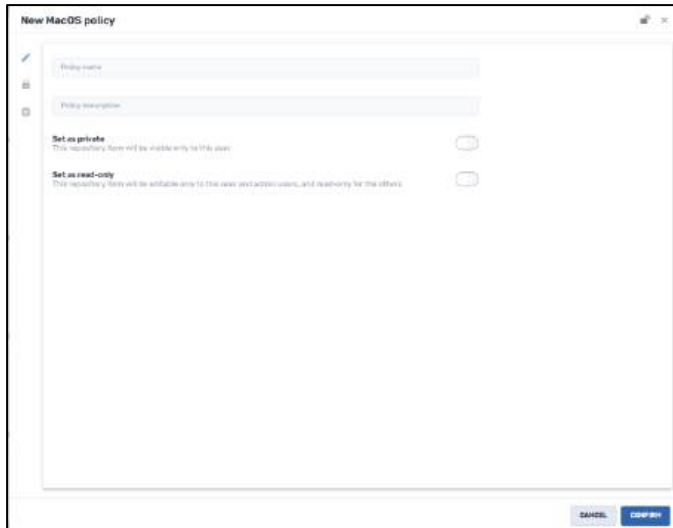 New MacOS policy
Policy name
Policy description
Set as private
This repository item will be visible only to this user
Set as read-only
This repository item will be editable only to this user and admin users, and read-only for the others
CANCEL
CONFIRM